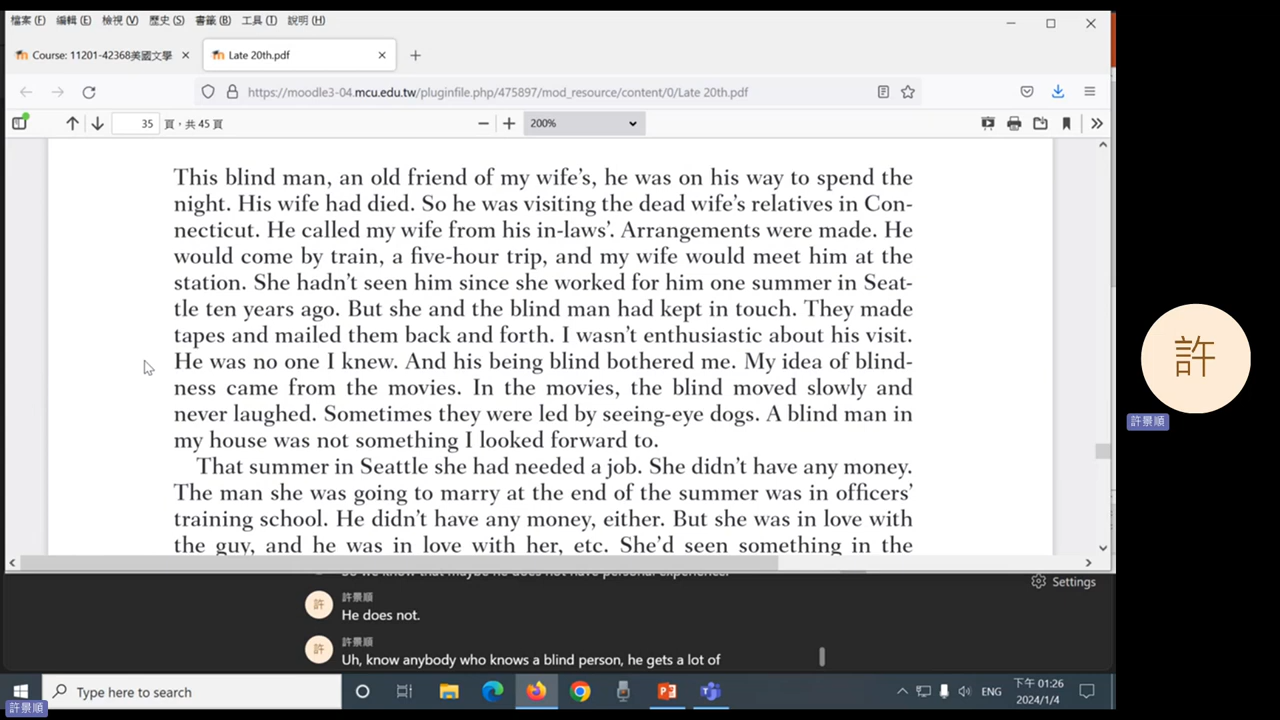 檔案 (F) 編輯 (E) 檢視 (V) 歷史 (S) 書籤 (B) 工具 (T) 說明 (H)
Course: 11201-42368美國文學
Late 20th.pdf
https://moodle3-04.mcu.edu.tw/pluginfile.php/475897/mod_resource/content/0/Late 20th.pdf
35 頁，共 45 頁
200%
This blind man, an old friend of my wife's, he was on his way to spend the
night. His wife had died. So he was visiting the dead wife's relatives in Con-
necticut. He called my wife from his in-laws'. Arrangements were made. He
would come by train, a five-hour trip, and my wife would meet him at the
station. She hadn't seen him since she worked for him one summer in Seat-
tle ten years ago. But she and the blind man had kept in touch. They made
tapes and mailed them back and forth. I wasn't enthusiastic about his visit.
He was no one I knew. And his being blind bothered me. My idea of blind-
ness came from the movies. In the movies, the blind moved slowly and
never laughed. Sometimes they were led by seeing-eye dogs. A blind man in
my house was not something I looked forward to.
That summer in Seattle she had needed a job. She didn't have any money.
The man she was going to marry at the end of the summer was in officers'
training school. He didn't have any money, either. But she was in love with
the guy, and he was in love with her, etc. She'd seen something in the
許
許景順
So we know that maybe he does not have personal experience.
Settings
許
許景順
He does not.
許
許景順
Uh, know anybody who knows a blind person, he gets a lot of
Type here to search
ENG
下午 01:26
2024/1/4
許景順